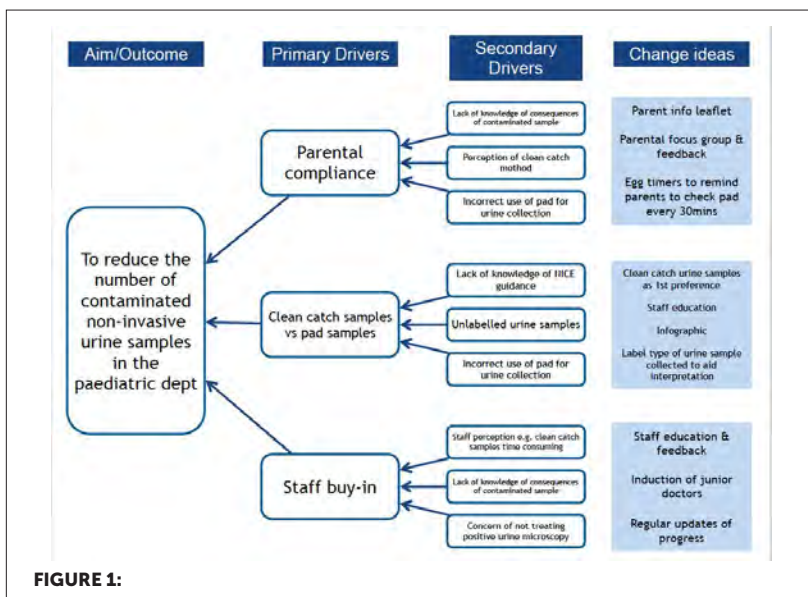 Aim/Outcome
Primary Drivers
Secondary
Drivers
Change ideas
To reduce the
number of
contaminated
non-invasive
urine samples
in the
paediatric dept
Parental
compliance
Lack of knowledge of consequences
of contaminated sample
Perception of clean catch
method
Incorrect use of pad for
urine collection
Parent info leaflet
Parental focus group &
feedback
Egg timers to remind
parents to check pad
every 30mins
Clean catch samples
vs pad samples
Lack of knowledge of NICE
guidance
Unlabelled urine samples
Incorrect use of pad for
urine collection
Clean catch urine samples
as 1st preference
Staff education
Infographic
Label type of urine sample
collected to aid
interpretation
Staff buy-in
Staff perception e.g. clean catch
samples time consuming
Lack of knowledge of consequences
of contaminated sample
Concern of not treating
positive urine microscopy
Staff education &
feedback
Induction of junior
doctors
Regular updates of
progress
FIGURE 1: